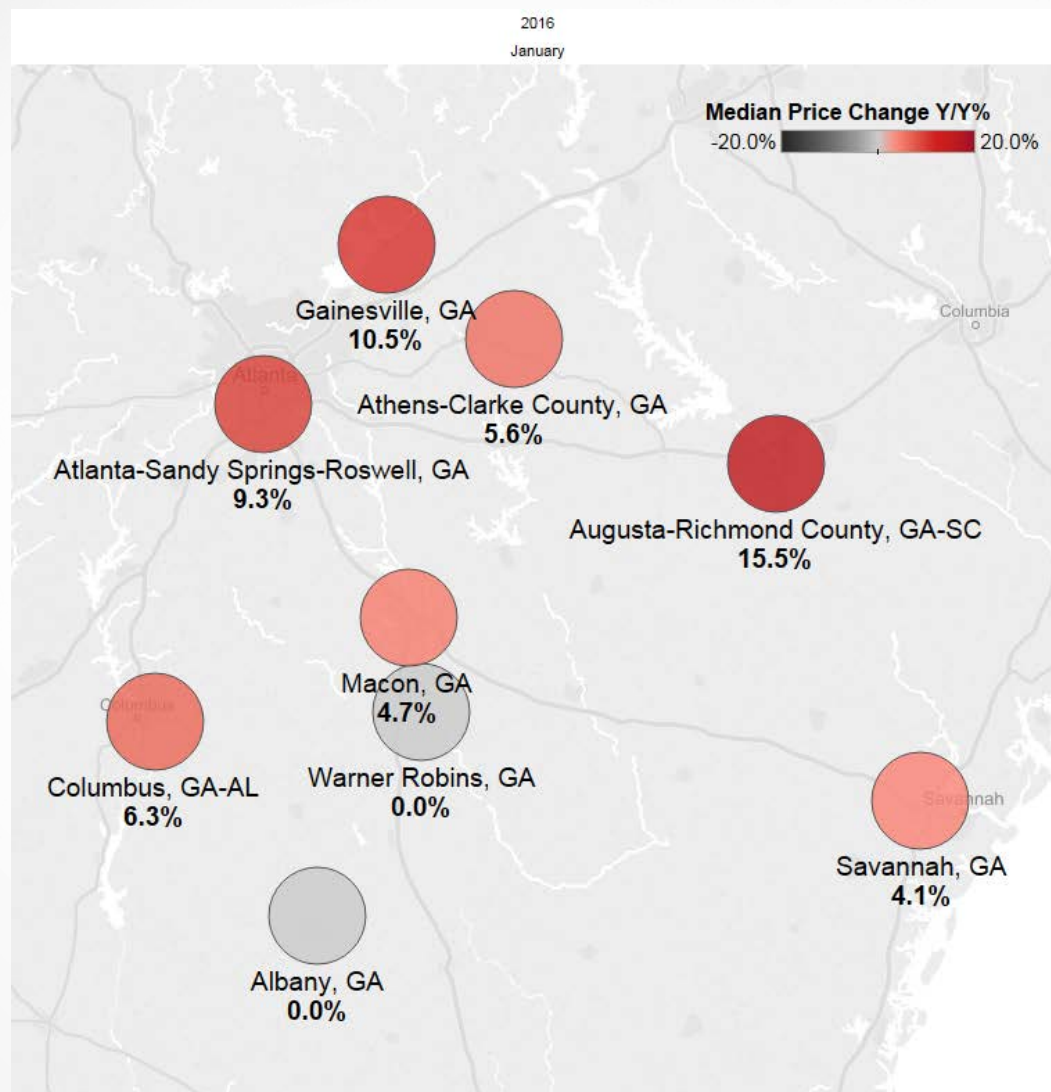 2016
January
Median Price Change Y/Y%
-20.0% 20.0%
Gainesville, GA
10.5%
Columbia
Athens-Clarke County, GA
5.6%
Atlanta
Atlanta-Sandy Springs-Roswell, GA
9.3%
Augusta-Richmond County, GA-SC
15.5%
Macon, GA
4.7%
Columbus
Columbus, GA-AL
6.3%
Warner Robins, GA
0.0%
Savannah
Savannah, GA
4.1%
Albany, GA
0.0%